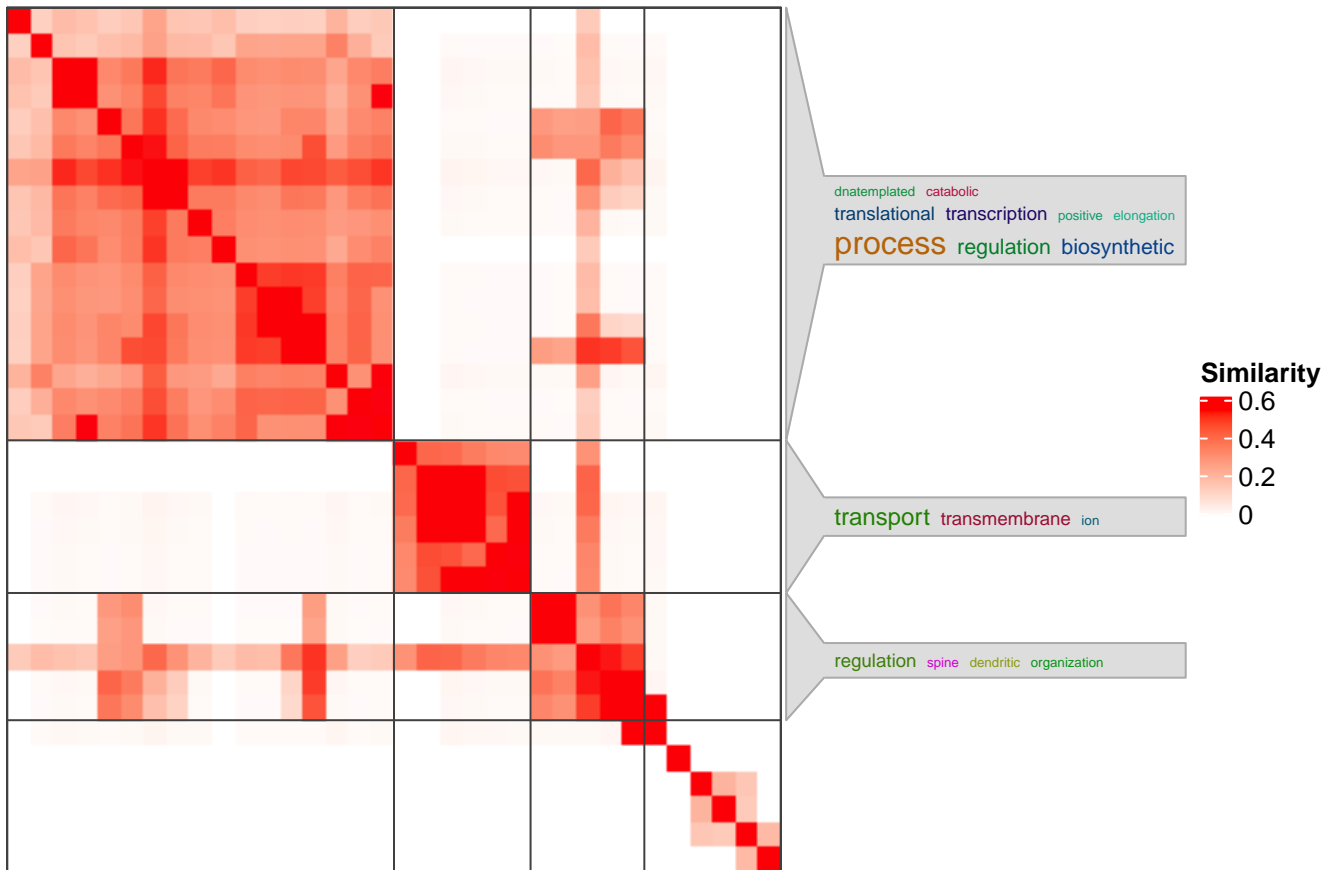 dnatemplated catabolic
translational transcription positive elongation
process regulation biosynthetic
transport transmembrane ion
regulation spine dendritic organization
Similarity
0.6
0.4
0.2
0